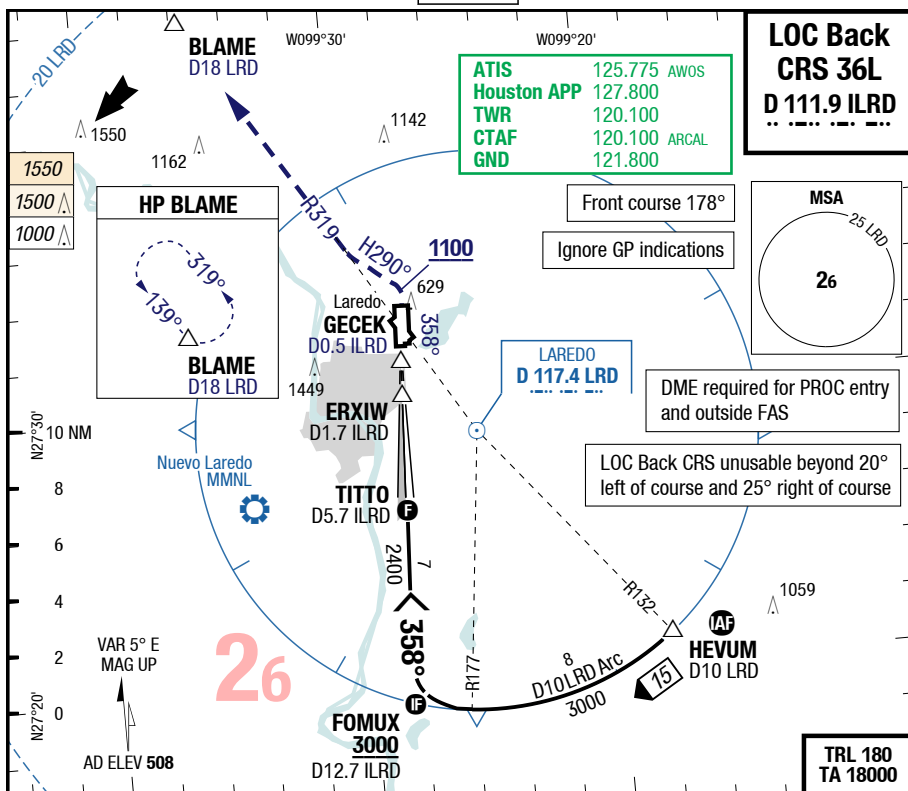 LOC Back
CRS 36L
D 111.9 ILRD
20 LRD
BLAME
D18 LRD
W099°30'
W099°20'
ATIS 125.775 AWOS
Houston APP 127.800
TWR 120.100
CTAF 120.100 ARCAL
GND 121.800
1550
1162
1142
1550
1500
1000
HP BLAME
319°
139°
BLAME
D18 LRD
R319
H290°
1100
Front course 178°
Ignore GP indications
MSA
25 LRD
26
629
Laredo
GECEK
D0.5 ILRD
358°
1449
LAREDO
D 117.4 LRD
ERXIW
D1.7 ILRD
DME required for PROC entry
and outside FAS
LOC Back CRS unusable beyond 20°
left of course and 25° right of course
N27°30'
10 NM
8
6
4
2
0
N27°20'
Nuevo Laredo
MMNL
TITTO
D5.7 ILRD
F
2400
7
358°
R177
R132
1059
IAF
HEVUM
D10 LRD
8
D10 LRD Arc
3000
15
VAR 5° E
MAG UP
26
IF
FOMUX
3000
D12.7 ILRD
AD ELEV 508
TRL 180
TA 18000